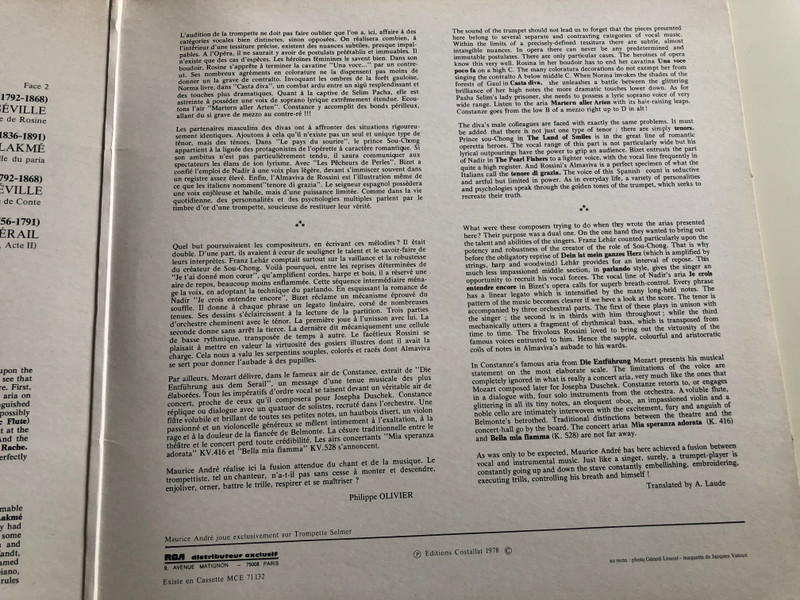 Face 2
1792-1868)
ÉVILLE
e de Rosine
1836-1891)
LAKMÉ
lle du paria
792-1868)
ÉVILLE
de Conte
56-1791)
ÉRAIL
, Acte II)
upon the
see that
re. First,
aria on
guished
possibly
e Flute)
t at the
And the
Rache.
erfectly
mable
akmé
y had
some
s and
andt,
amed
piano,
rules
L'audition de la trompette ne doit pas faire oublier que l'on a, ici, affaire à des
catégories vocales bien distinctes, sinon opposées. On réalisera combien, à
l'intérieur d'une tessiture précise, existent des nuances subtiles, presque impal-
pables. A l'Opéra, il ne saurait y avoir de postulats préétablis et immuables. Il
n'existe que des cas d'espèces. Les héroïnes féminines le savent bien. Dans son
boudoir, Rosine s'apprête à terminer la cavatine "Una voce..." par un contre-
ut. Ses nombreux agréments en colorature ne la dispensent pas moins de
donner un la grave de contralto. Invoquant les ombres de la forêt gauloise,
Norma livre, dans "Casta diva", un combat ardu entre un aigü resplendissant et
des touches plus dramatiques. Quant à la captive de Selim Pacha, elle est
astreinte à posséder une voix de soprano lyrique extrêmement étendue. Ecou-
tons l'air "Martern aller Arten". Constance y accomplit des bonds périlleux,
allant du si grave de mezzo au contre-ré !!!
Les partenaires masculins des divas ont à affronter des situations rigoureu-
sement identiques. Ajoutons à cela qu'il n'existe pas un seul et unique type de
ténor, mais des ténors. Dans "Le pays du sourire", le prince Sou-Chong
appartient à la lignée des protagonistes de l'opérette à caractère romantique. Si
son ambitus n'est pas particulièrement tendu, il saura communiquer aux
spectateurs les élans de son lyrisme. Avec "Les Pêcheurs de Perles", Bizet a
confié l'emploi de Nadir à une voix plus légère, devant s'immiscer souvent dans
un registre assez élevé. Enfin, l'Almaviva de Rossini est l'illustration même de
ce que les italiens nomment "tenore di grazia". Le seigneur espagnol possédera
une voix enjôleuse et habile, mais d'une puissance limitée. Comme dans la vie
quotidienne, des personnalités et des psychologies multiples parlent par le
timbre d'or d'une trompette, soucieuse de restituer leur vérité.
Quel but poursuivaient les compositeurs, en écrivant ces mélodies ? Il était
double. D'une part, ils avaient à cœur de souligner le talent et le savoir-faire de
leurs interprètes. Franz Lehár comptait surtout sur la vaillance et la robustesse
du créateur de Sou-Chong. Voilà pourquoi, entre les reprises déterminées de
"Je t'ai donné mon cœur", qu'amplifient cordes, harpe et bois, il a réservé une
aire de repos, beaucoup moins enflammée. Cette séquence intermédiaire ména-
ge la voix, en adoptant la technique du parlando. En esquissant la romance de
Nadir "Je crois entendre encore", Bizet réclame un mécanisme éprouvé du
souffle. Il donne à chaque phrase un legato linéaire, corsé de nombreuses
tenues. Ses dessins s'éclaircissent à la lecture de la partition. Trois parties
d'orchestre cheminent avec le ténor. La première joue à l'unisson avec lui. La
seconde donne sans arrêt la tierce. La dernière dit mécaniquement une cellule
de basse rythmique, transposée de temps à autre. Le facétieux Rossini se
plaisait à mettre en valeur la virtuosité des gosiers illustres dont il avait la
charge. Cela nous a valu les serpentins souples, colorés et racés dont Almaviva
se sert pour donner l'aubade à des pupilles.
Par ailleurs, Mozart délivre, dans le fameux air de Constance, extrait de "Die
Entführung aus dem Serail", un message d'une tenue musicale des plus
élaborées. Tous les impératifs d'ordre vocal se taisent devant un véritable air de
concert, proche de ceux qu'il composera pour Josepha Duschek. Constance
réplique ou dialogue avec un quatuor de solistes, recruté dans l'orchestre. Une
flûte volubile et brillant de toutes ses petites notes, un hautbois disert, un violon
passionné et un violoncelle généreux se mêlent intimement à l'exaltation, à la
rage et à la douleur de la fiancée de Belmonte. La césure traditionnelle entre le
théâtre et le concert perd toute crédibilité. Les airs concertants "Mia speranza
adorata" KV.416 et "Bella mia fiamma" KV.528 s'annoncent.
Maurice André réalise ici la fusion attendue du chant et de la musique. Le
trompettiste, tel un chanteur, n'a-t-il pas sans cesse à monter et descendre,
enjoliver, orner, battre le trille, respirer et se maîtriser ?
Philippe OLIVIER
The sound of the trumpet should not lead us to forget that the pieces presented
here belong to several separate and contrasting categories of vocal music.
Within the limits of a precisely-defined tessitura there are subtle, almost
intangible nuances. In opera there can never be any predetermined and
immutable postulates. There are only particular cases. The heroines of opera
know this very well. Rosina in her boudoir has to end her cavatina Una voce
poco fa on a high C. The many coloratura decorations do not exempt her from
singing the contralto A below middle C. When Norma invokes the shades of the
forests of Gaul in Casta diva, she unleashes a battle between the glittering
brilliance of her high notes the more dramatic touches lower down. As for
Pasha Selim's lady prisoner, she needs to possess a lyric soprano voice of very
wide range. Listen to the aria Martern aller Arten with its hair-raising leaps.
Constanze goes from the low B of a mezzo right up to D in alt !
The diva's male colleagues are faced with exactly the same problems. It must
be added that there is not just one type of tenor : there are simply tenors.
Prince Sou-Chong in The Land of Smiles is in the great line of romantic
operetta heroes. The vocal range of this part is not particularly wide but his
lyrical outpourings have the power to grip an audience. Bizet entrusts the part
of Nadir in The Pearl Fishers to a lighter voice, with the vocal line frequently in
quite a high register. And Rossini's Almaviva is a perfect specimen of what the
Italians call the tenore di grazia. The voice of this Spanish count is seductive
and artful but limited in power. As in everyday life, a variety of personalities
and psychologies speak through the golden tones of the trumpet, which seeks to
recreate their truth.
What were these composers trying to do when they wrote the arias presented
here? Their purpose was a dual one. On the one hand they wanted to bring out
the talent and abilities of the singers. Franz Lehár counted particularly upon the
potency and robustness of the creator of the role of Sou-Chong. That is why
before the obligatory reprise of Dein ist mein ganzes Herz (which is amplified by
strings, harp and woodwind) Lehár provides for an interval of repose. This
much less impassioned middle section, in parlando style, gives the singer an
opportunity to recruit his vocal forces. The vocal line of Nadir's aria Je crois
entendre encore in Bizet's opera calls for superb breath-control. Every phrase
has a linear legato which is intensified by the many long-held notes. The
pattern of the music becomes clearer if we have a look at the score. The tenor is
accompanied by three orchestral parts. The first of these plays in unison with
the singer ; the second is in thirds with him throughout ; while the third
mechanically utters a fragment of rhythmical bass, which is transposed from
time to time. The frivolous Rossini loved to bring out the virtuosity of the
famous voices entrusted to him. Hence the supple, colourful and aristocratic
coils of notes in Almaviva's aubade to his wards.
In Constanze's famous aria from Die Entführung Mozart presents his musical
statement on the most elaborate scale. The limitations of the voice are
completely ignored in what is really a concert aria, very much like the ones that
Mozart composed later for Josepha Duschek. Constanze retorts to, or engages
in a dialogue with, four solo instruments from the orchestra. A voluble flute,
glittering in all its tiny notes, an eloquent oboe, an impassioned violin and a
noble cello are intimately interwoven with the excitement, fury and anguish of
Belmonte's betrothed. Traditional distinctions between the theatre and the
concert-hall go by the board. The concert arias Mia speranza adorata (K. 416)
and Bella mia fiamma (K. 528) are not far away.
As was only to be expected, Maurice André has here achieved a fusion between
vocal and instrumental music. Just like a singer, surely, a trumpet-player is
constantly going up and down the stave constantly embellishing, embroidering,
executing trills, controlling his breath and himself !
Translated by A. Laude
Maurice André joue exclusivement sur Trompette Selmer
RCA distributeur exclusif
9, AVENUE MATIGNON – 75008 PARIS
Existe en Cassette MCE 71132
Ⓟ Editions Costallat 1978 ©
au recto : photo Gérard Loucel - maquette de Jacques Vatoux